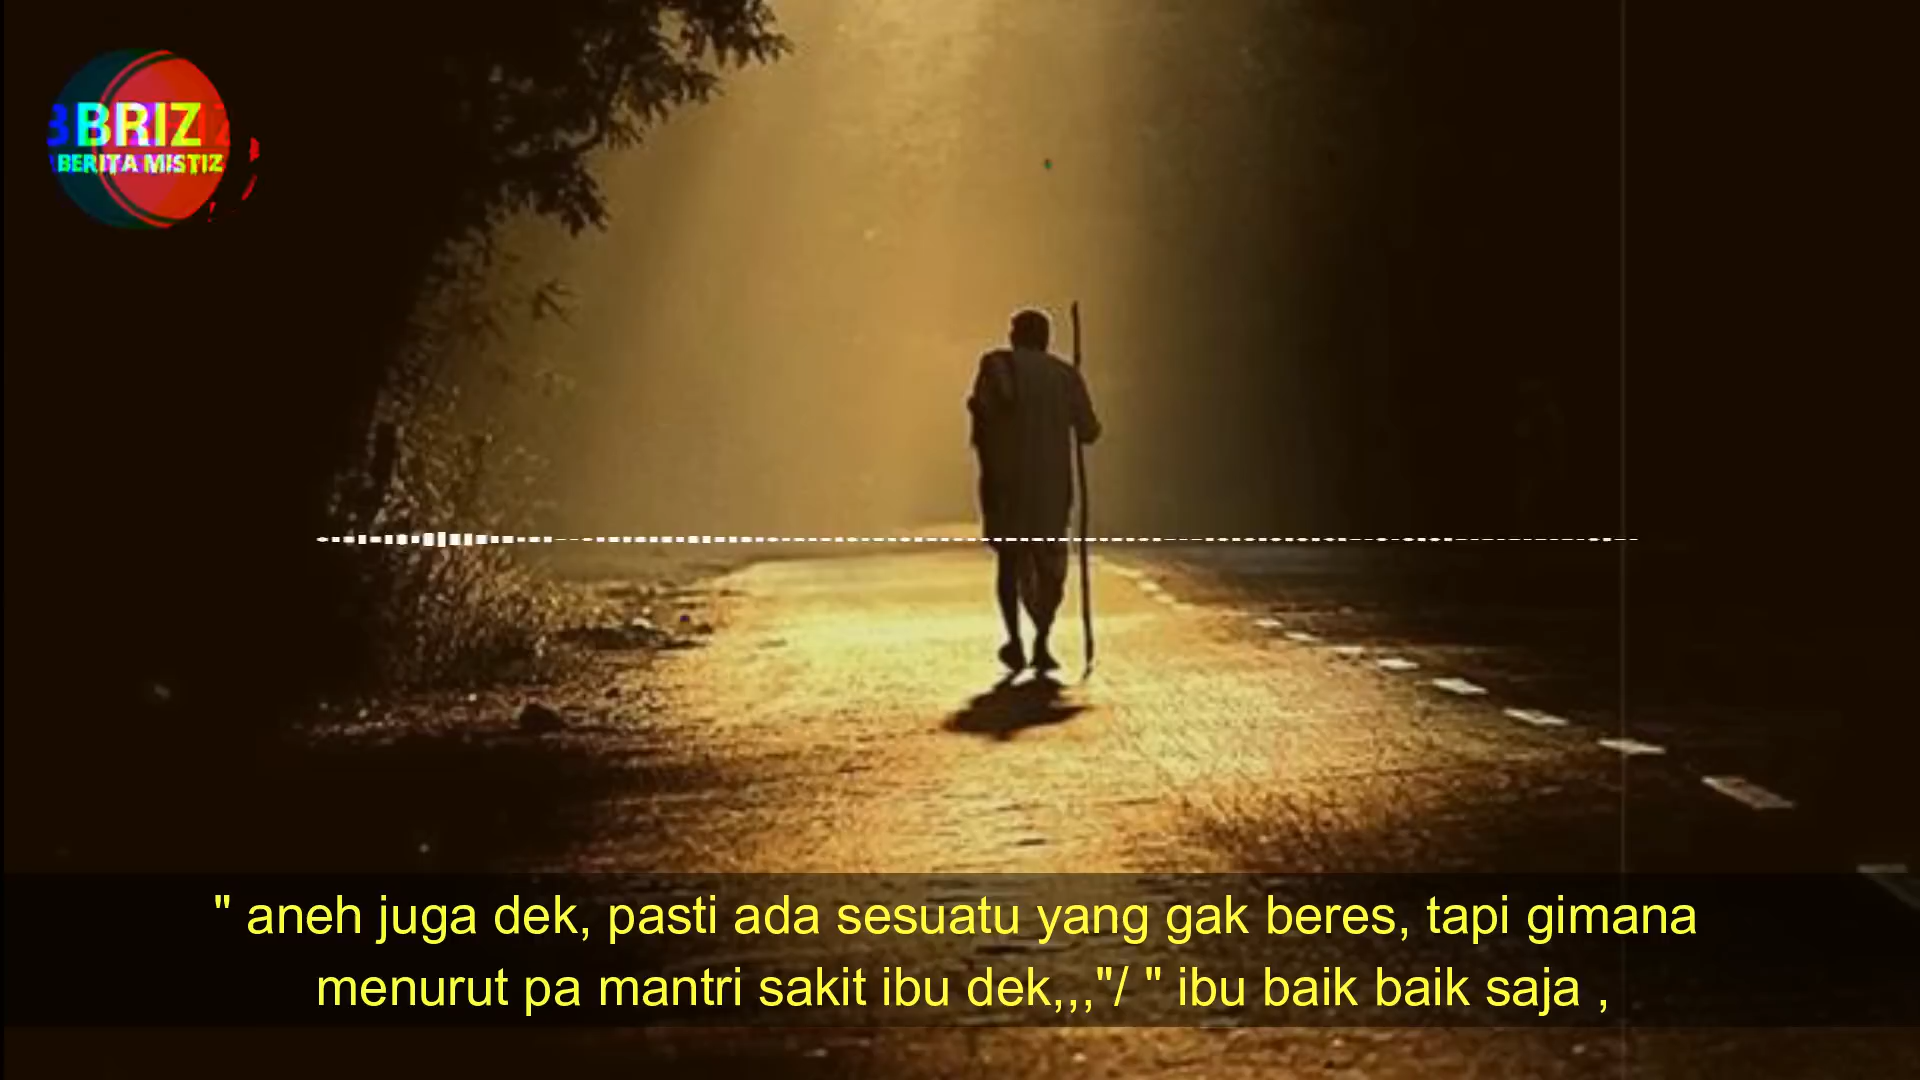 BRIZ
BERITA MISTIZ
" aneh juga dek, pasti ada sesuatu yang gak beres, tapi gimana
menurut pa mantri sakit ibu dek,,,"/ " ibu baik baik saja ,